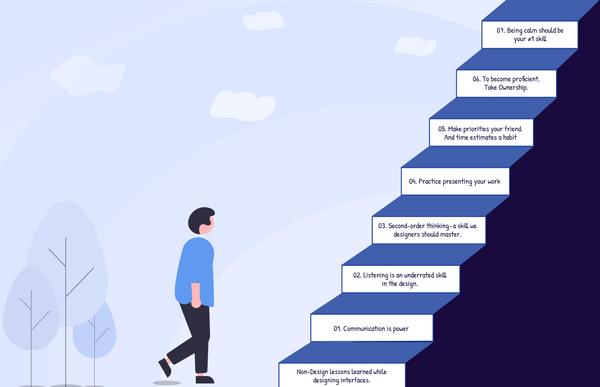 07. Being calm should be
your #1 skill
06. To become proficient,
Take Ownership.
05. Make priorities your friend.
And time estimates a habit
04. Practice presenting your work
03. Second-order thinking-a skill we
designers should master.
02. Listening is an underrated skill
in the design.
01. Communication is power
Non-Design lessons learned while
designing interfaces.